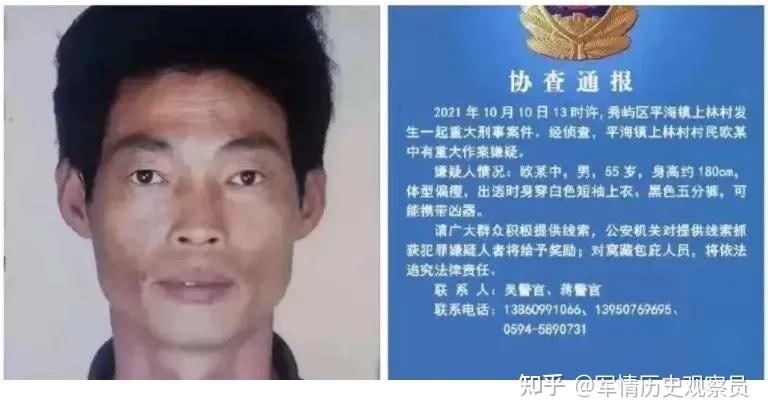 协查通报
2021年10月10日13时许，秀屿区平海镇上林村发
生一起重大刑事案件。经侦查，平海镇上林村村民欧某
中有重大作案嫌疑。
嫌疑人情况：欧某中，男，55岁，身高约180cm，
体型偏瘦，出逃时身穿白色短袖上衣、黑色五分裤，可
能携带凶器。
请广大群众积极提供线索，公安机关对提供线索抓
获犯罪嫌疑人者将给予奖励；对窝藏包庇人员，将依法
追究法律责任。
联 系 人：吴警官、蒋警官
联系电话：13860991066、13950769695、
0594-5890731
知乎 @军情历史观察员